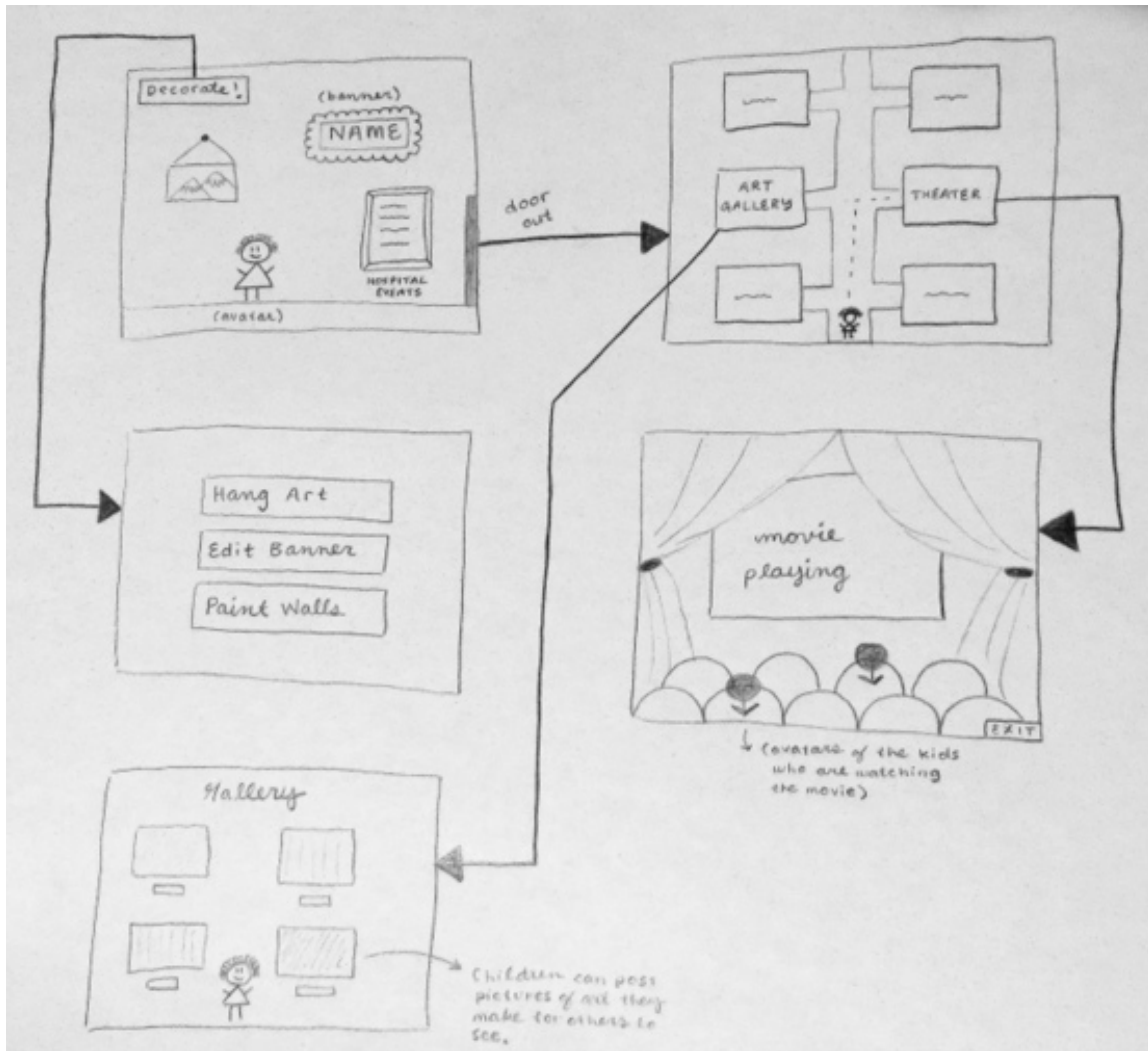 Decorate!
(banner)
NAME
HOSPITAL
EVENTS
(avatar)
door
out
ART
GALLERY
THEATER
Hang Art
Edit Banner
Paint Walls
movie
playing
EXIT
(avatars of the kids
who are watching
the movie)
Gallery
Children can post
pictures of art they
make for others to
see.